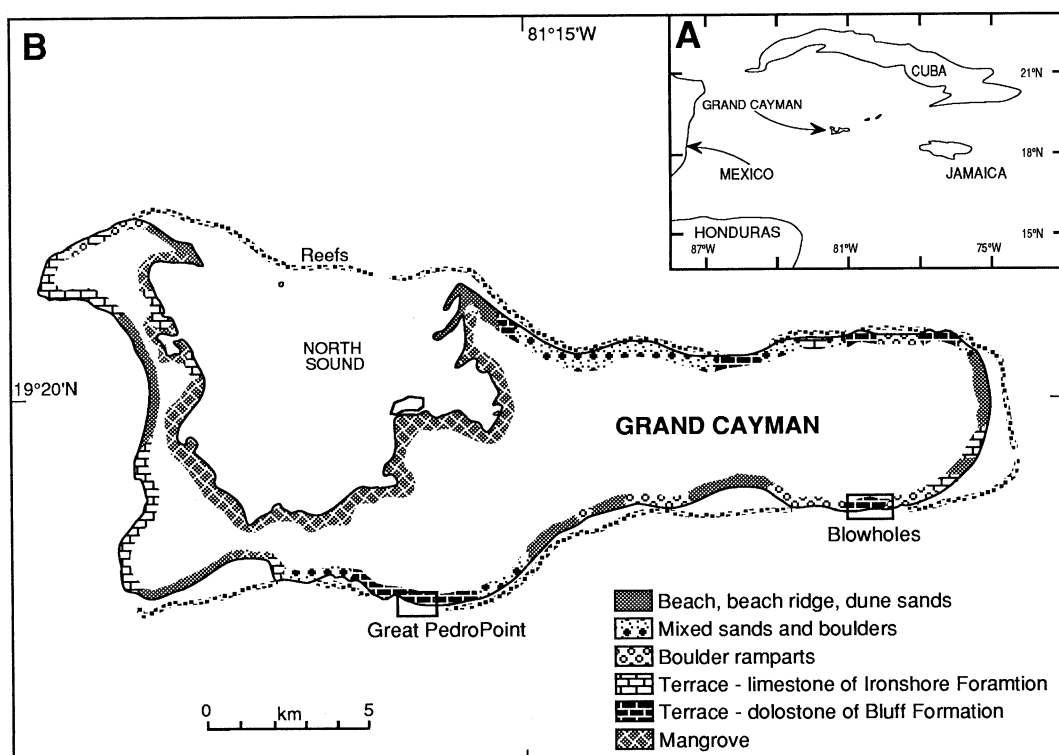 B
81°15'W
A
CUBA
21°N
GRAND CAYMAN
18°N
MEXICO
JAMAICA
HONDURAS
15°N
87°W
81°W
75°W
Reefs
NORTH
SOUND
19°20'N
GRAND CAYMAN
Blowholes
Great PedroPoint
Beach, beach ridge, dune sands
Mixed sands and boulders
Boulder ramparts
Terrace - limestone of Ironshore Foramtion
Terrace - dolostone of Bluff Formation
Mangrove
0 km 5